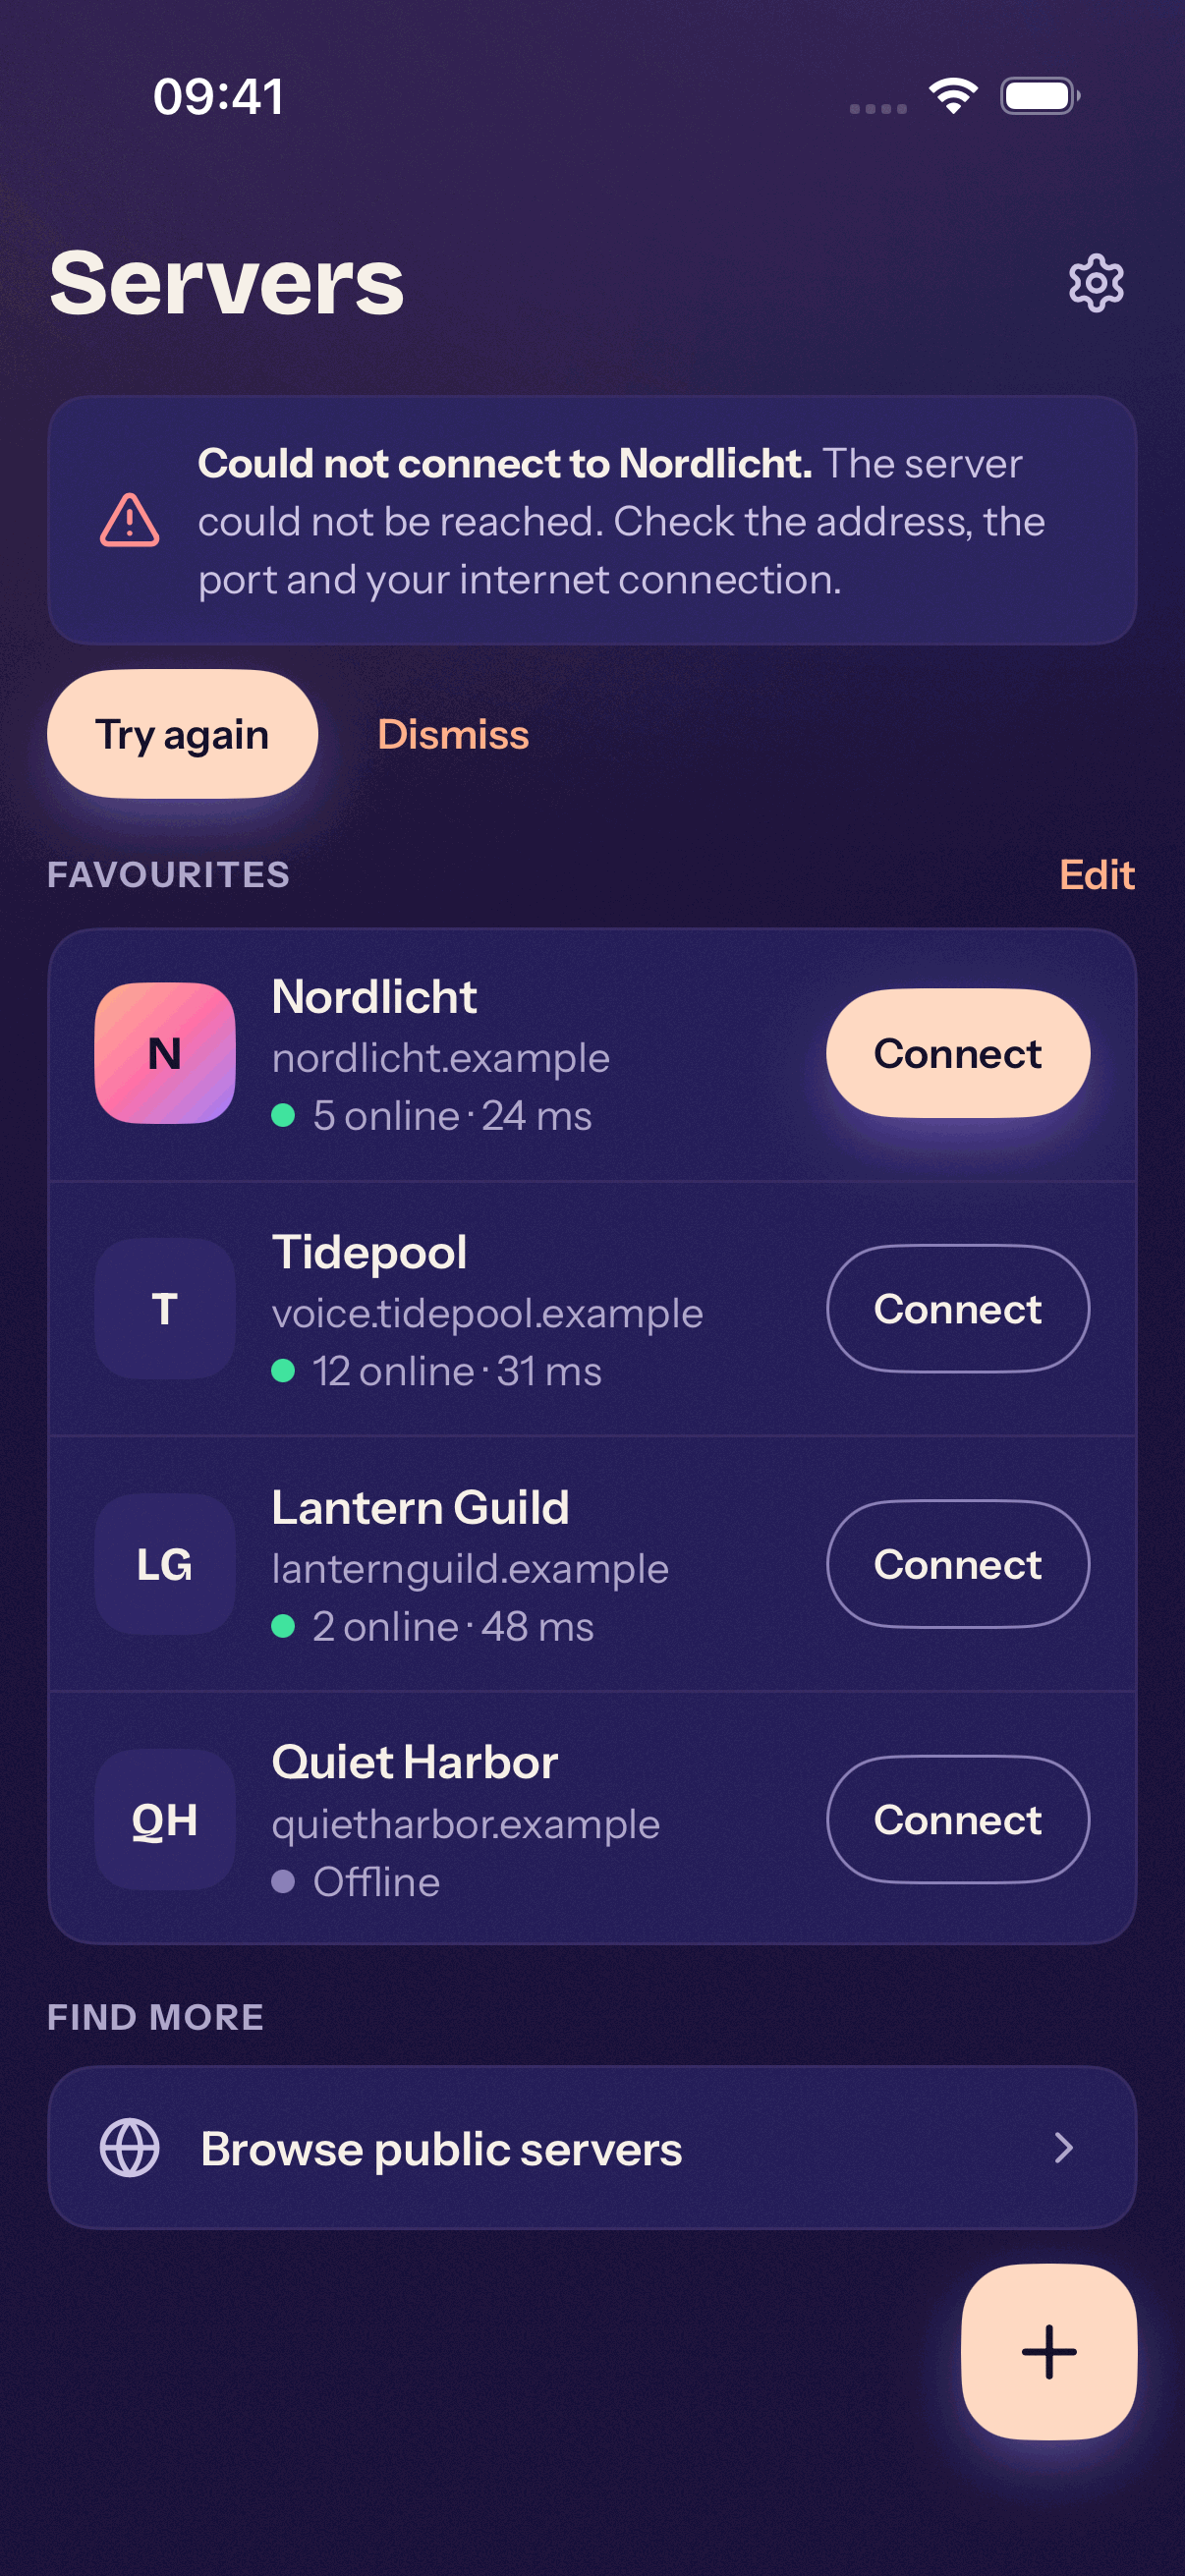 09:41
Servers
Could not connect to Nordlicht. The server
could not be reached. Check the address, the
port and your internet connection.
Try again
Dismiss
FAVOURITES
Edit
N
Nordlicht
nordlicht.example
5 online · 24 ms
Connect
T
Tidepool
voice.tidepool.example
12 online · 31 ms
Connect
LG
Lantern Guild
lanternguild.example
2 online · 48 ms
Connect
QH
Quiet Harbor
quietharbor.example
Offline
Connect
FIND MORE
Browse public servers